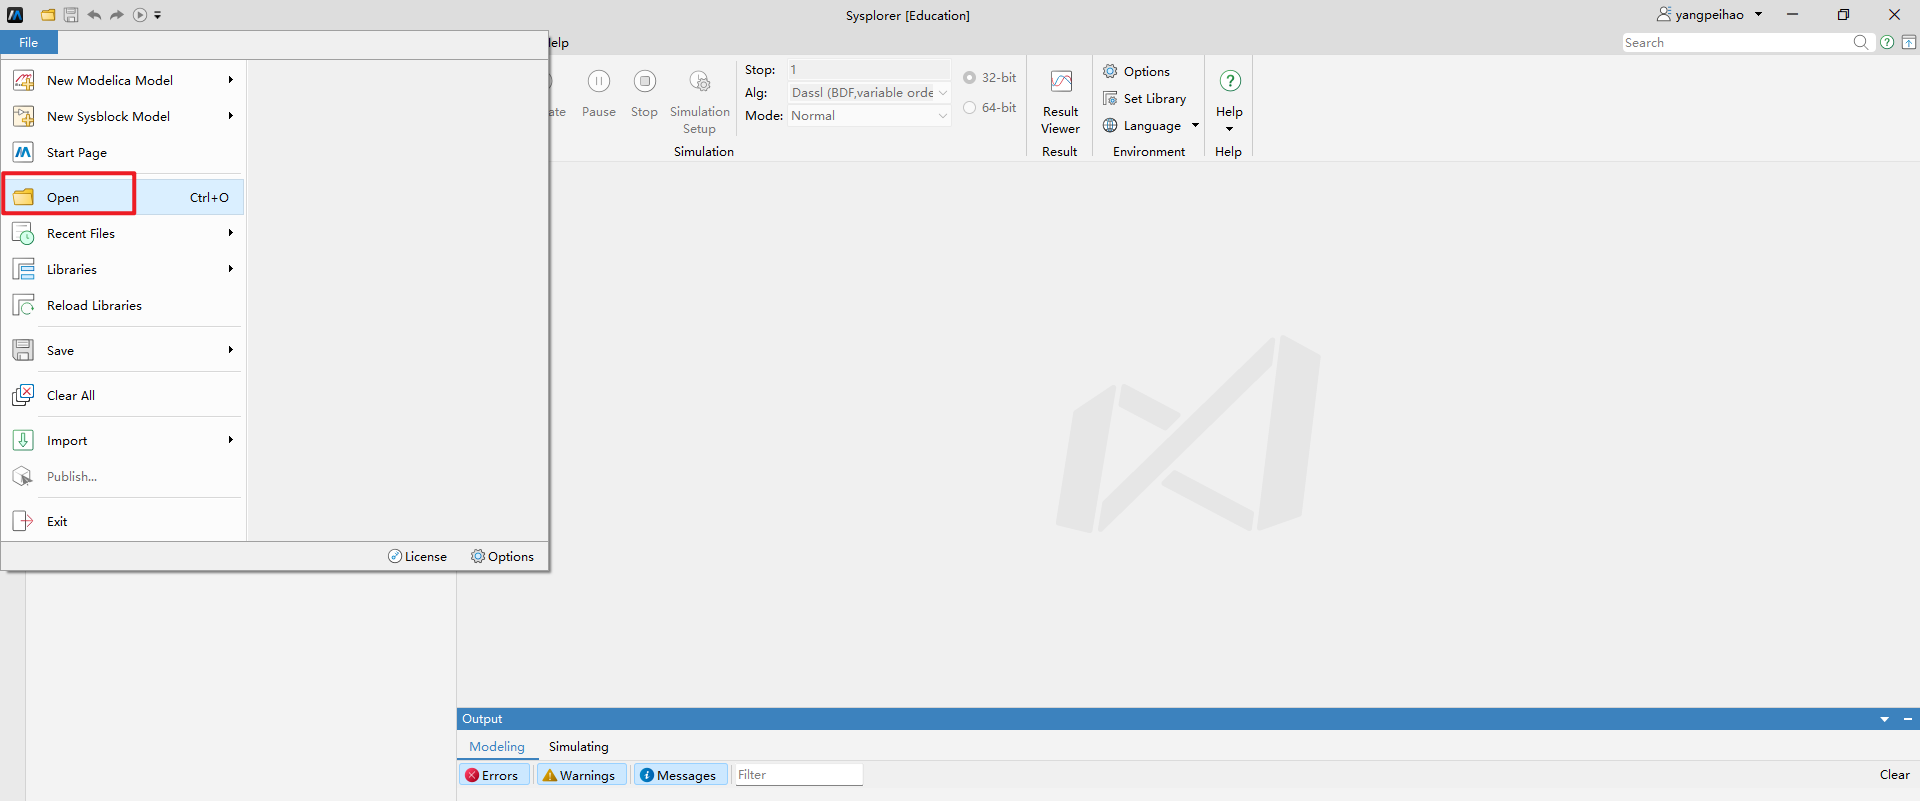 Sysplorer [Education]
yangpeihao
File
Help
Search
New Modelica Model
New Sysblock Model
Start Page
Open Ctrl+O
Recent Files
Libraries
Reload Libraries
Save
Clear All
Import
Publish...
Exit
License
Options
Pause
Stop
Simulation
Setup
Stop: 1
Alg: Dassl (BDF,variable orde
Mode: Normal
32-bit
64-bit
Simulation
Result
Viewer
Result
Options
Set Library
Language
Environment
Help
Help
Output
Modeling Simulating
Errors Warnings Messages Filter Clear